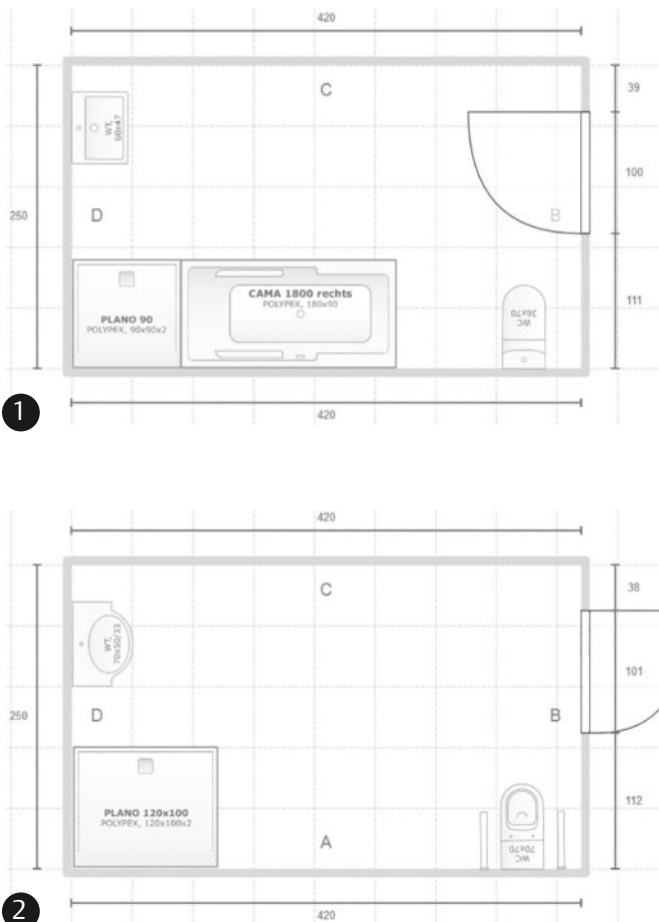 420
C
39
WT,
60x47
100
250
D
B
CAMA 1800 rechts
POLYPEX, 180x90
PLANO 90
POLYPEX, 90x90x2
WC
36x70
111
1
420
420
C
38
WT,
70x50/33
101
250
D
B
PLANO 120x100
POLYPEX, 120x100x2
112
A
WC
70x70
2
420